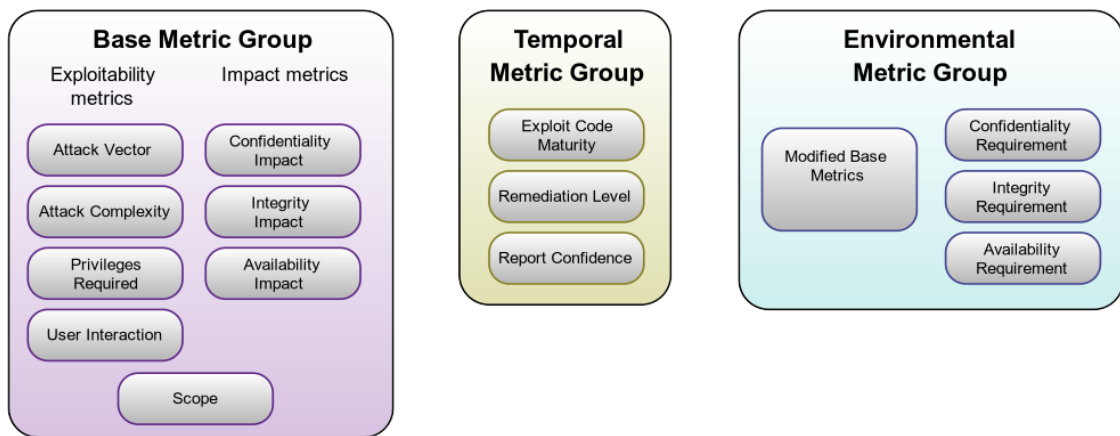 Base Metric Group
Exploitability
metrics
Impact metrics
Attack Vector
Confidentiality
Impact
Attack Complexity
Integrity
Impact
Privileges
Required
Availability
Impact
User Interaction
Scope
Temporal
Metric Group
Exploit Code
Maturity
Remediation Level
Report Confidence
Environmental
Metric Group
Modified Base
Metrics
Confidentiality
Requirement
Integrity
Requirement
Availability
Requirement